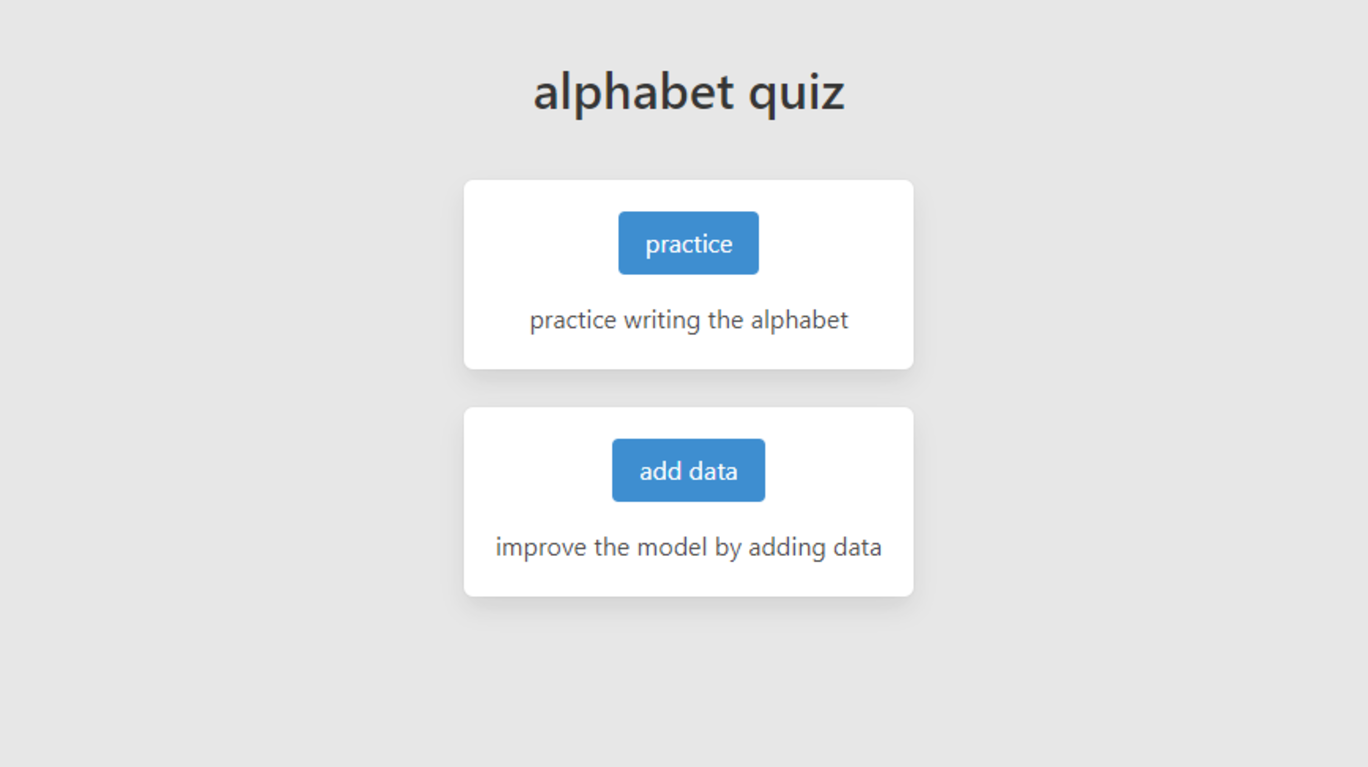 alphabet quiz
practice
practice writing the alphabet
add data
improve the model by adding data